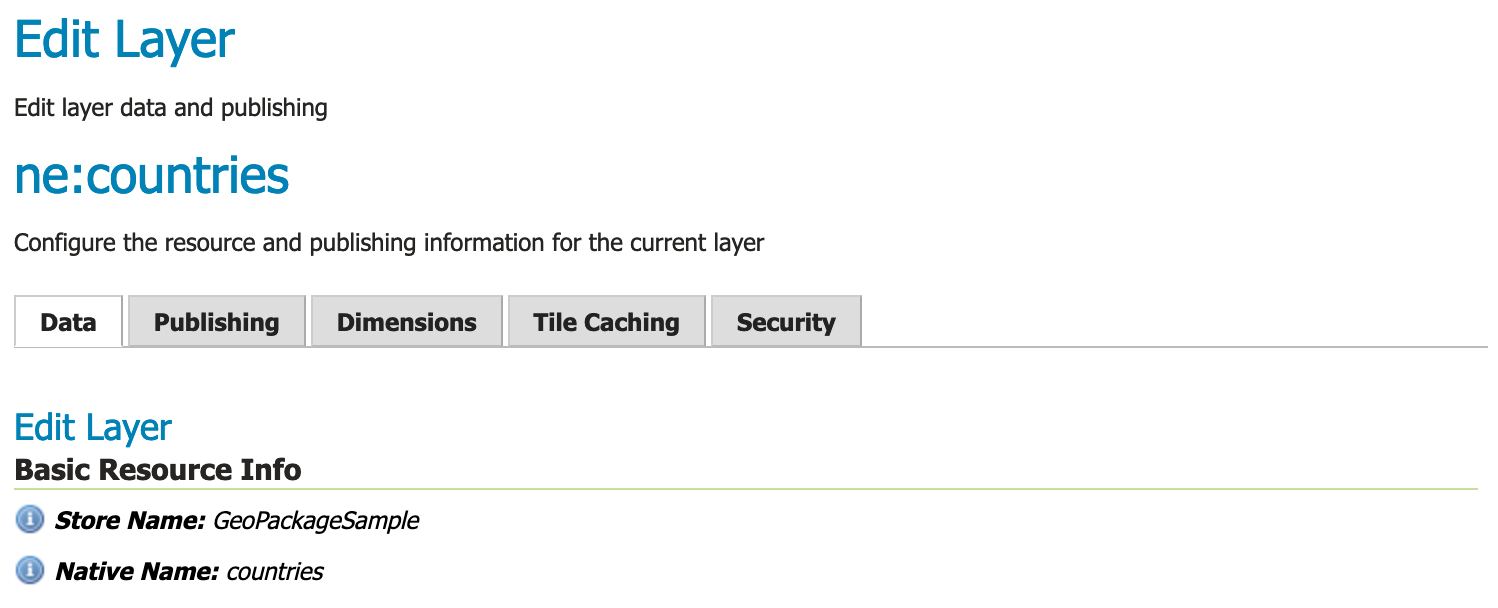 Edit Layer
Edit layer data and publishing
ne:countries
Configure the resource and publishing information for the current layer
Data Publishing Dimensions Tile Caching Security
Edit Layer
Basic Resource Info
Store Name: GeoPackageSample
Native Name: countries